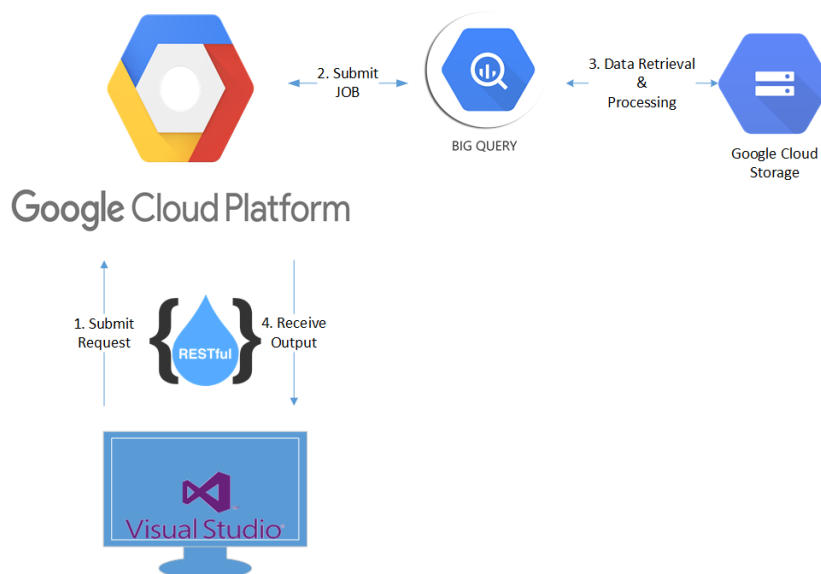 2. Submit
JOB
3. Data Retrieval
&
Processing
BIG QUERY
Google Cloud
Storage
Google Cloud Platform
1. Submit
Request
{RESTful}
4. Receive
Output
Visual Studio